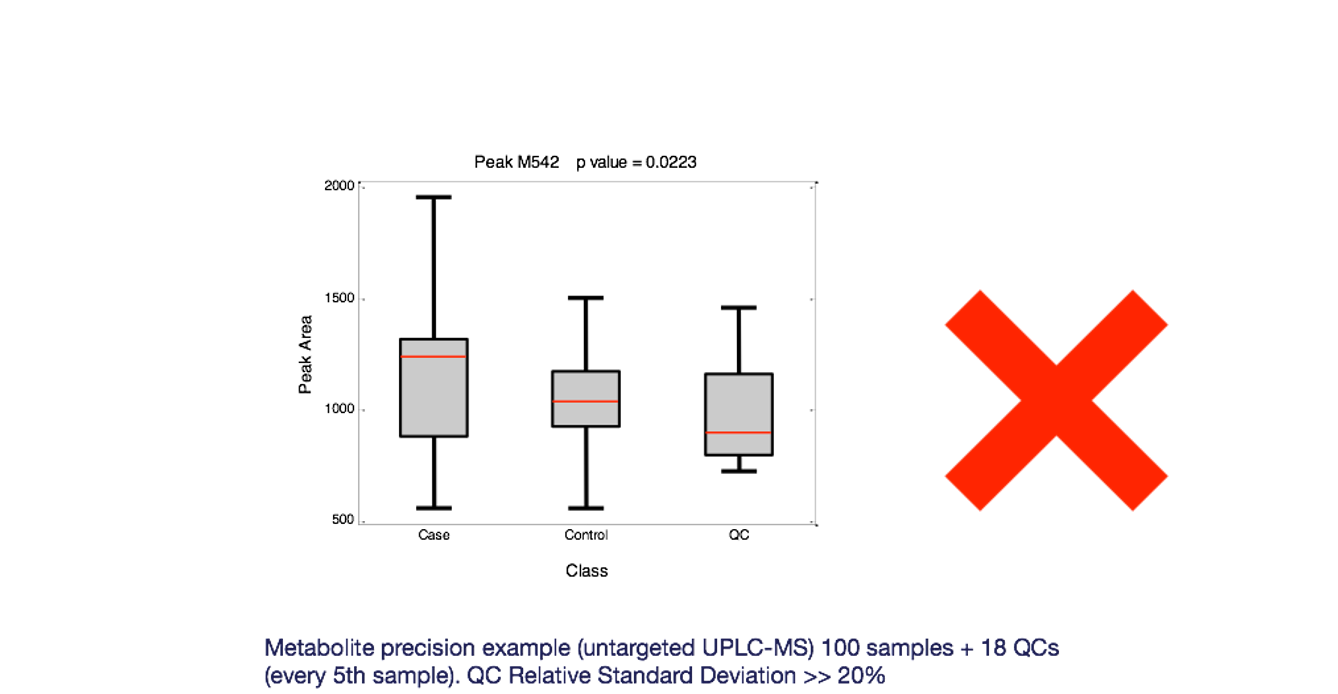 Peak M542 p value = 0.0223
2000
1500
1000
500
Peak Area
Case Control QC
Class
Metabolite precision example (untargeted UPLC-MS) 100 samples + 18 QCs
(every 5th sample). QC Relative Standard Deviation >> 20%